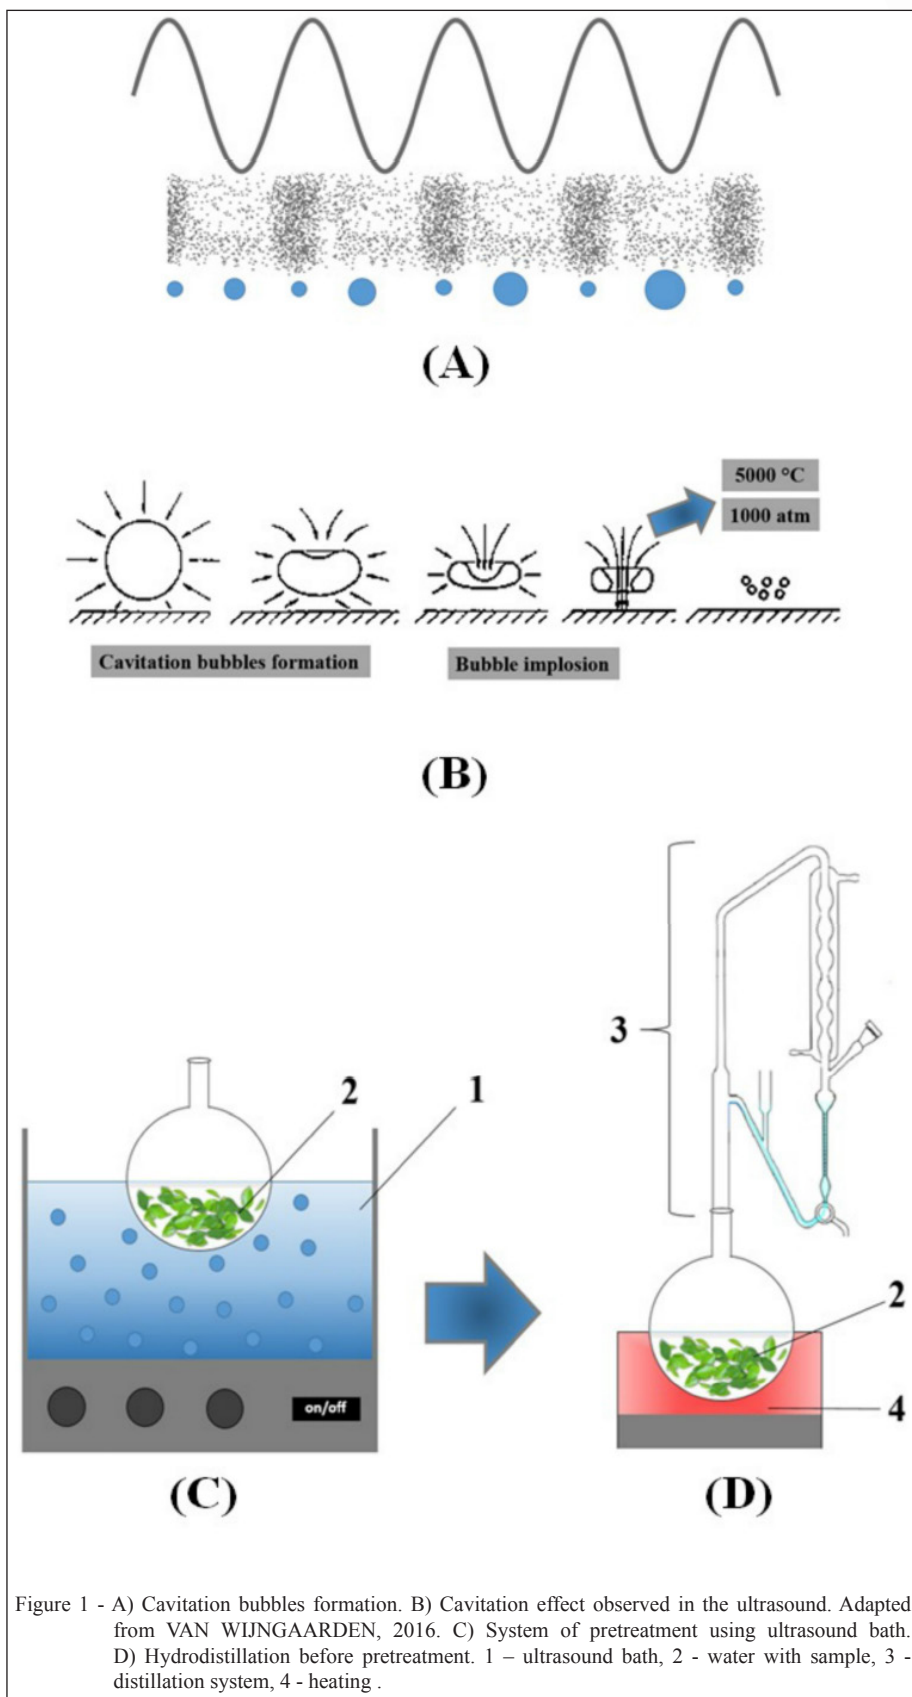 (A)
5000 °C
1000 atm
Cavitation bubbles formation
Bubble implosion
(B)
3
2
1
2
4
on/off
(C)
(D)
Figure 1 - A) Cavitation bubbles formation. B) Cavitation effect observed in the ultrasound. Adapted
from VAN WIJNGAARDEN, 2016. C) System of pretreatment using ultrasound bath.
D) Hydrodistillation before pretreatment. 1 – ultrasound bath, 2 - water with sample, 3 -
distillation system, 4 - heating .